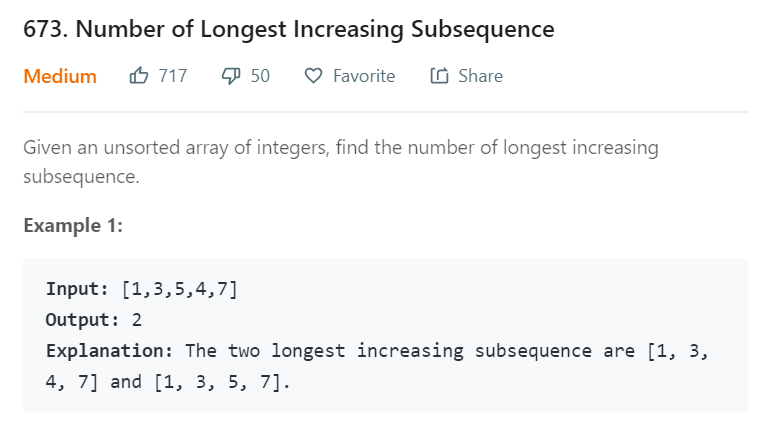 673. Number of Longest Increasing Subsequence
Medium 717 50 Favorite Share
Given an unsorted array of integers, find the number of longest increasing
subsequence.
Example 1:
Input: [1,3,5,4,7]
Output: 2
Explanation: The two longest increasing subsequence are [1, 3,
4, 7] and [1, 3, 5, 7].